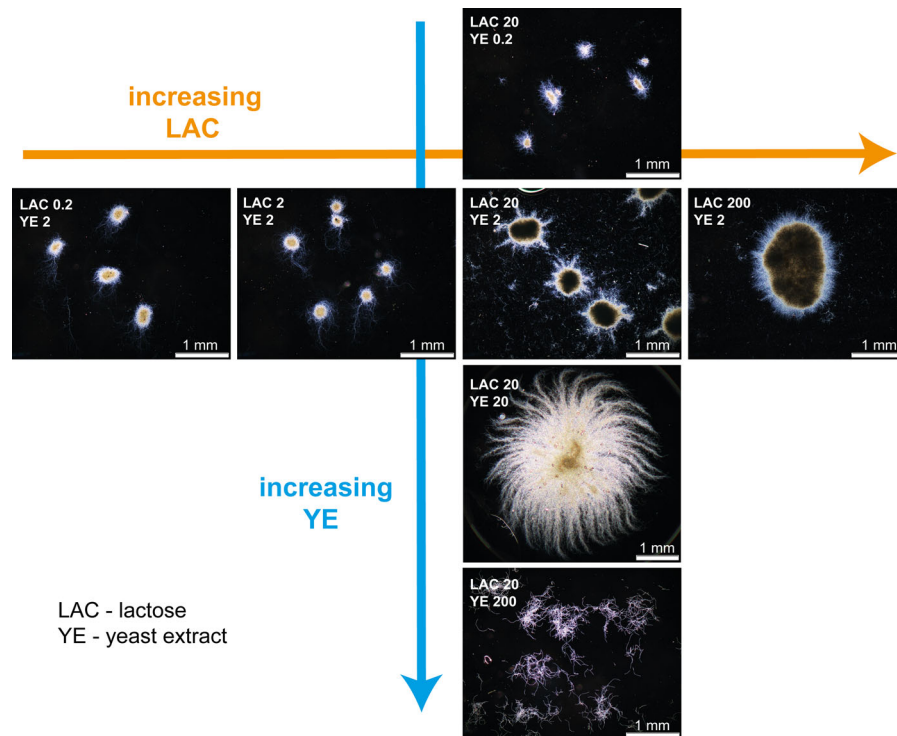 LAC 20
YE 0.2
1 mm
increasing
LAC
LAC 0.2
YE 2
1 mm
LAC 2
YE 2
1 mm
LAC 20
YE 2
1 mm
LAC 200
YE 2
1 mm
LAC 20
YE 20
1 mm
increasing
YE
LAC 20
YE 200
1 mm
LAC - lactose
YE - yeast extract